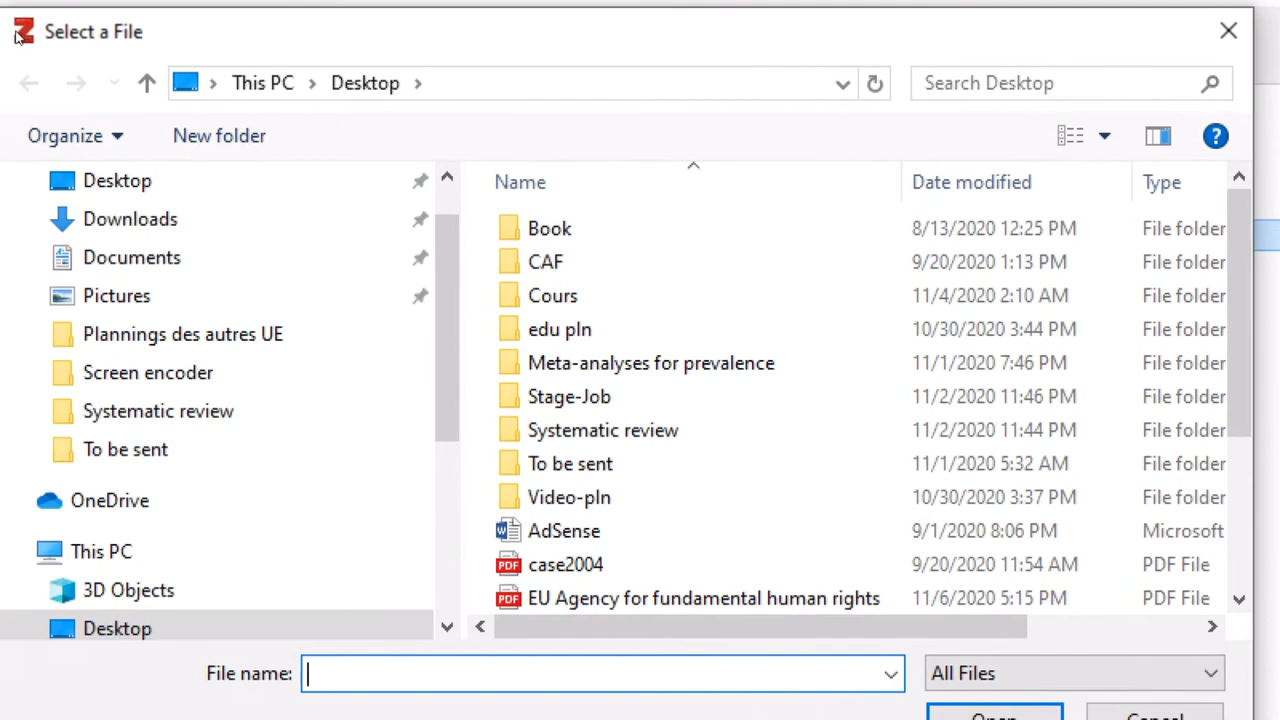 Select a File
This PC Desktop
Search Desktop
Organize New folder
Desktop
Downloads
Documents
Pictures
Plannings des autres UE
Screen encoder
Systematic review
To be sent
OneDrive
This PC
3D Objects
Desktop
Name Date modified Type
Book 8/13/2020 12:25 PM File folder
CAF 9/20/2020 1:13 PM File folder
Cours 11/4/2020 2:10 AM File folder
edu pln 10/30/2020 3:44 PM File folder
Meta-analyses for prevalence 11/1/2020 7:46 PM File folder
Stage-Job 11/2/2020 11:46 PM File folder
Systematic review 11/2/2020 11:44 PM File folder
To be sent 11/1/2020 5:32 AM File folder
Video-pln 10/30/2020 3:37 PM File folder
AdSense 9/1/2020 8:06 PM Microsoft
PDF case2004 9/20/2020 11:54 AM PDF File
PDF EU Agency for fundamental human rights 11/6/2020 5:15 PM PDF File
File name: All Files
Open Cancel